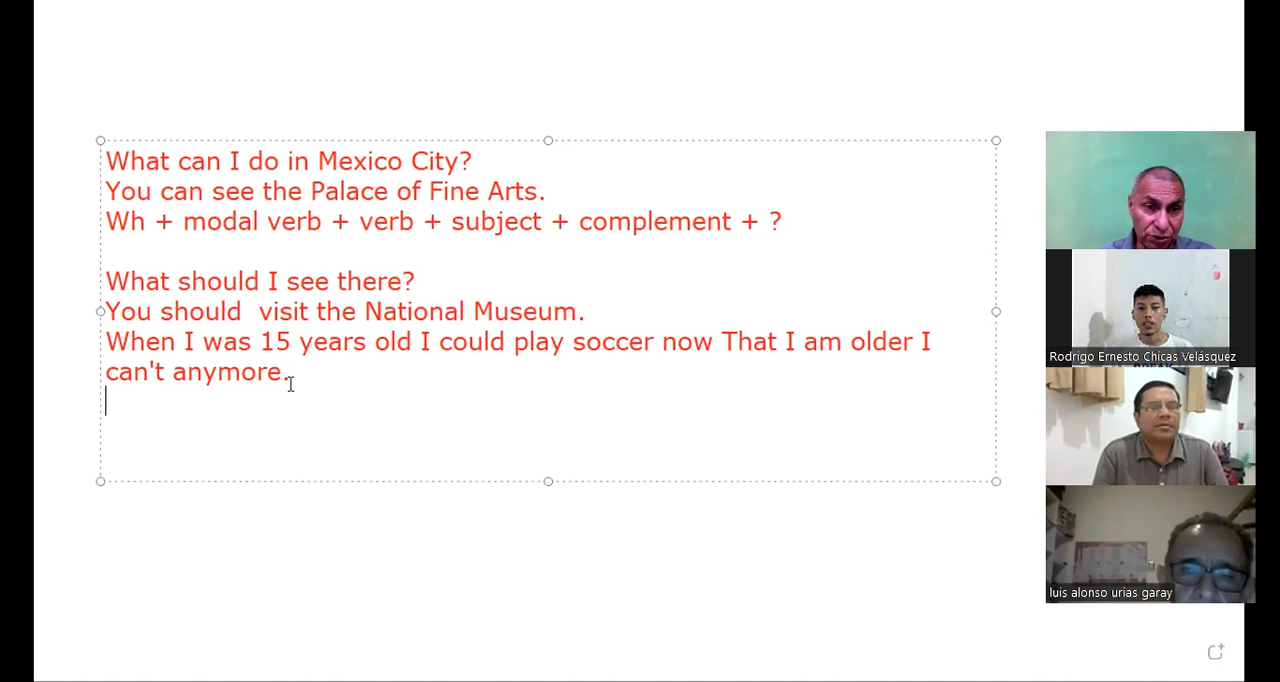 What can I do in Mexico City?
You can see the Palace of Fine Arts.
Wh + modal verb + verb + subject + complement + ?
What should I see there?
You should  visit the National Museum.
When I was 15 years old I could play soccer now That I am older I
can't anymore.
Rodrigo Ernesto Chicas Velásquez
luis alonso urias garay